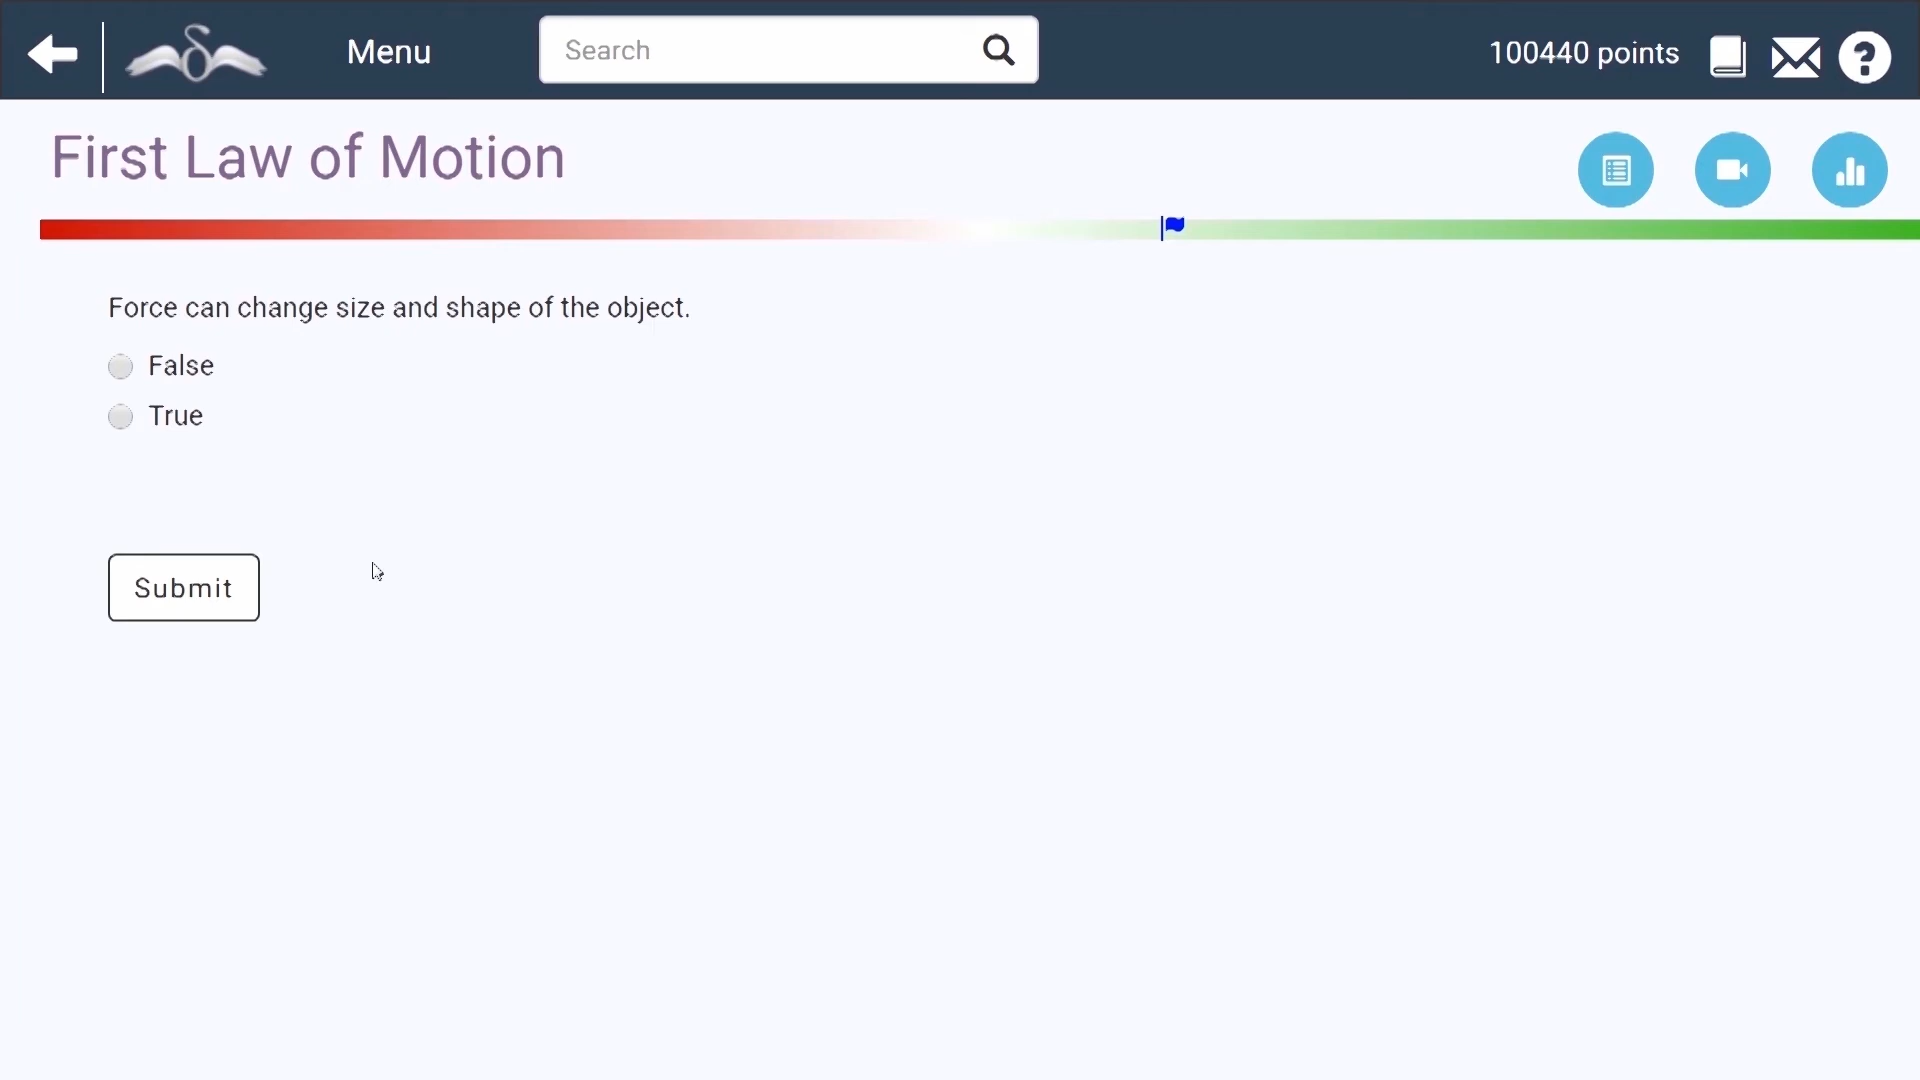 Menu
Search
100440 points
First Law of Motion
Force can change size and shape of the object.
False
True
Submit